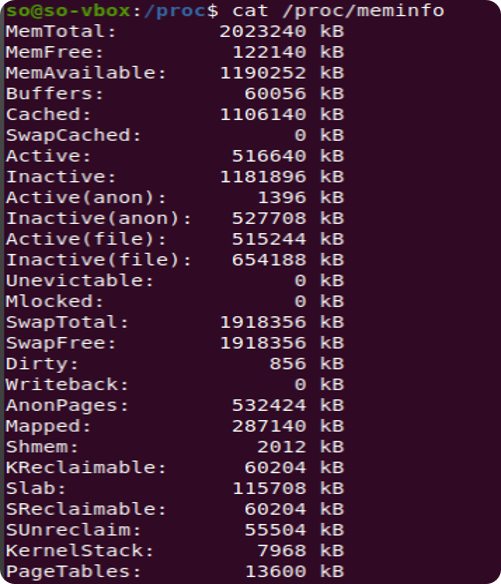 so@so-vbox:/proc$ cat /proc/meminfo
MemTotal:        2023240 kB
MemFree:          122140 kB
MemAvailable:    1190252 kB
Buffers:           60056 kB
Cached:          1106140 kB
SwapCached:            0 kB
Active:           516640 kB
Inactive:        1181896 kB
Active(anon):       1396 kB
Inactive(anon):   527708 kB
Active(file):     515244 kB
Inactive(file):   654188 kB
Unevictable:           0 kB
Mlocked:               0 kB
SwapTotal:       1918356 kB
SwapFree:        1918356 kB
Dirty:               856 kB
Writeback:             0 kB
AnonPages:        532424 kB
Mapped:           287140 kB
Shmem:              2012 kB
KReclaimable:      60204 kB
Slab:             115708 kB
SReclaimable:      60204 kB
SUnreclaim:        55504 kB
KernelStack:        7968 kB
PageTables:        13600 kB